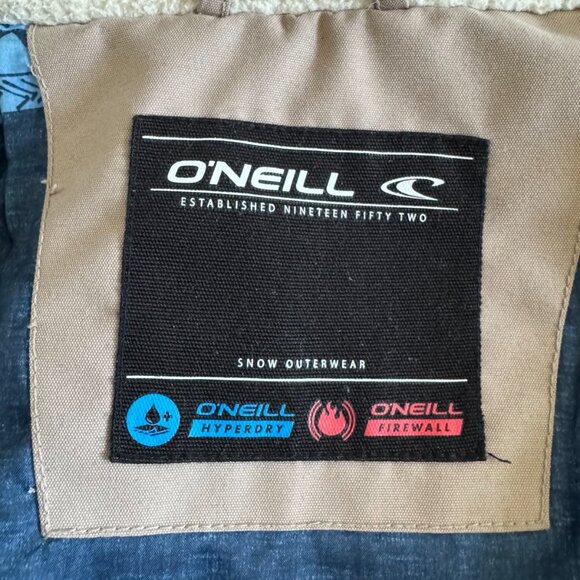 O'NEILL
ESTABLISHED NINETEEN FIFTY TWO
SNOW OUTERWEAR
O'NEILL O'NEILL
HYPERDRY FIREWALL